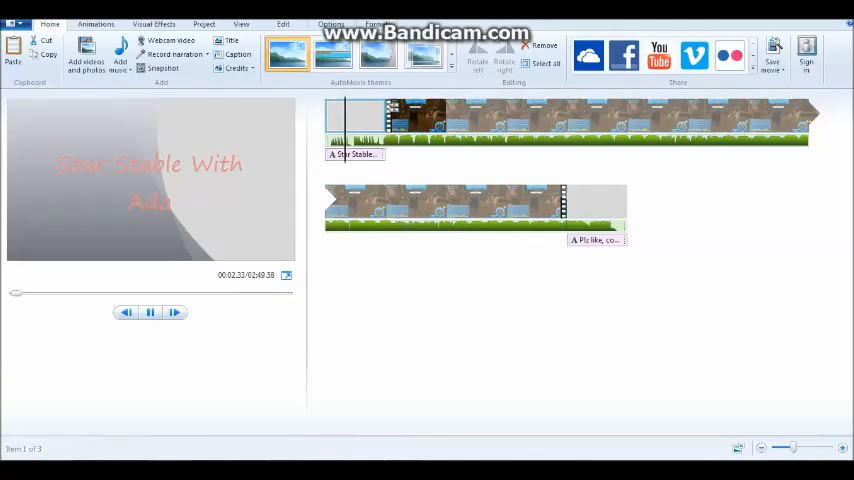 www.Bandicam.com
Home Animations Visual Effects Project View Edit Options Format
Paste
Cut
Copy
Clipboard
Add videos
and photos
Add
music
Webcam video
Record narration
Snapshot
Title
Caption
Credits
Add
AutoMovie themes
Rotate
left
Rotate
right
Remove
Select all
Editing
You
Tube
Share
Save
movie
Sign
in
Star Stable With
Ada
00:02.33/02:49.58
A Star Stable...
A Plz like, co...
Item 1 of 3